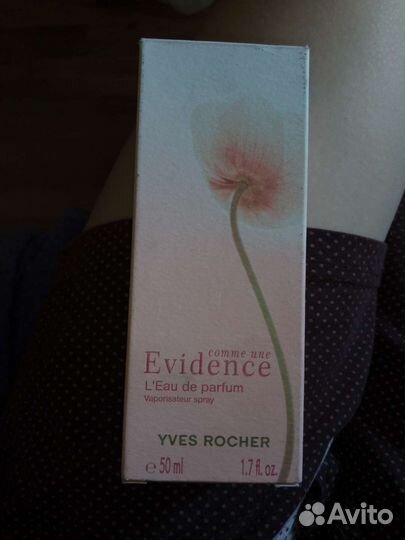 comme une
Evidence
L'Eau de parfum
Vaporisateur spray
YVES ROCHER
e 50 ml 1.7 fl. oz.
Avito